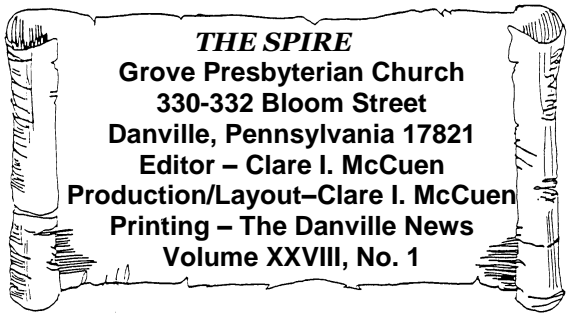 THE SPIRE
Grove Presbyterian Church
330-332 Bloom Street
Danville, Pennsylvania 17821
Editor – Clare I. McCuen
Production/Layout–Clare I. McCuen
Printing – The Danville News
Volume XXVIII, No. 1